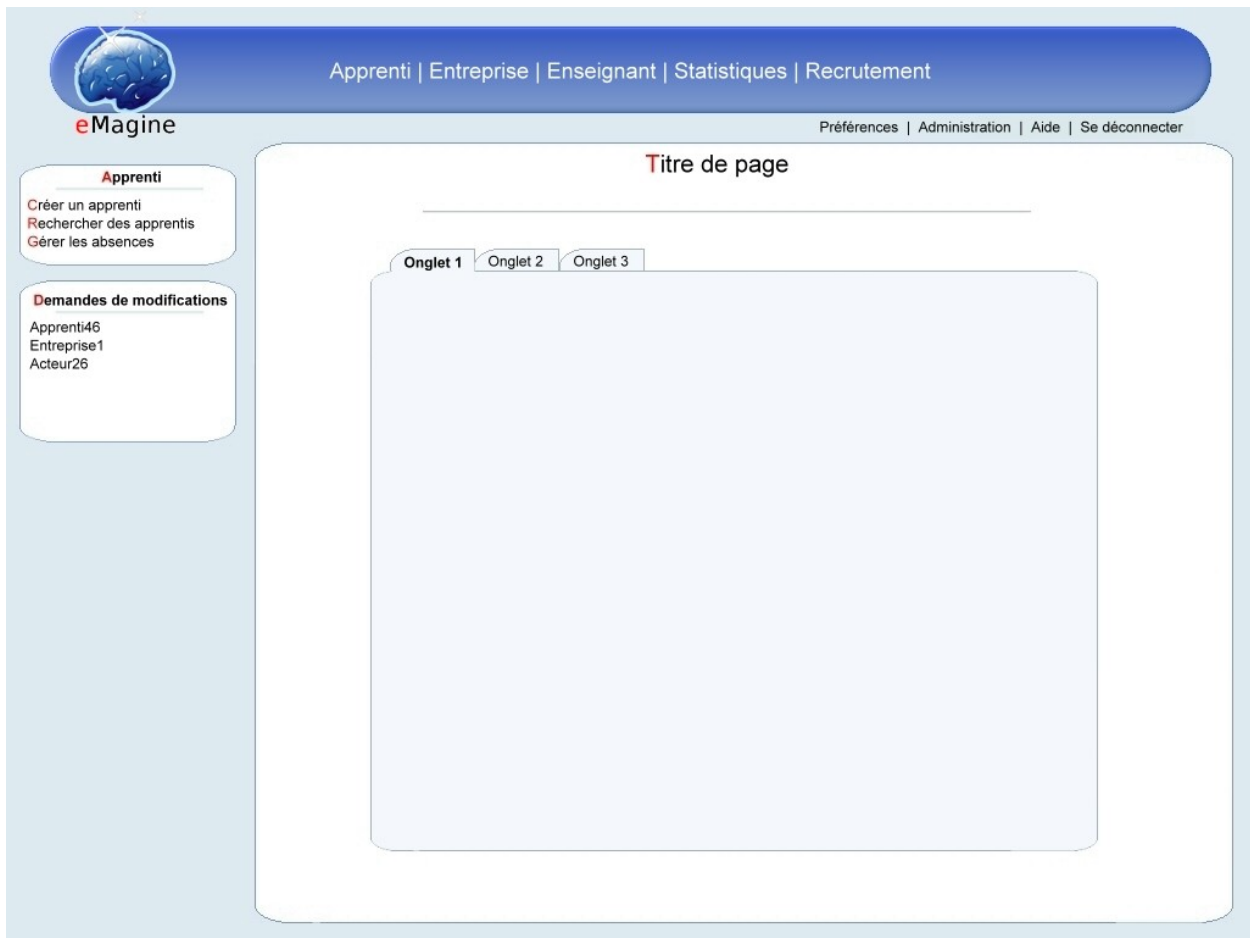 Apprenti | Entreprise | Enseignant | Statistiques | Recrutement
eMagine
Préférences | Administration | Aide | Se déconnecter
Apprenti
Créer un apprenti
Rechercher des apprentis
Gérer les absences
Demandes de modifications
Apprenti46
Entreprise1
Acteur26
Titre de page
Onglet 1 Onglet 2 Onglet 3